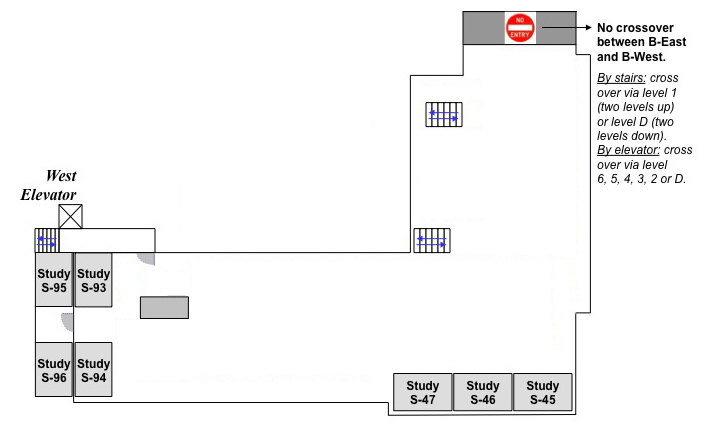 NO
ENTRY
No crossover
between B-East
and B-West.
By stairs: cross
over via level 1
(two levels up)
or level D (two
levels down).
By elevator: cross
over via level
6, 5, 4, 3, 2 or D.
West
Elevator
Study
S-95
Study
S-93
Study
S-96
Study
S-94
Study
S-47
Study
S-46
Study
S-45